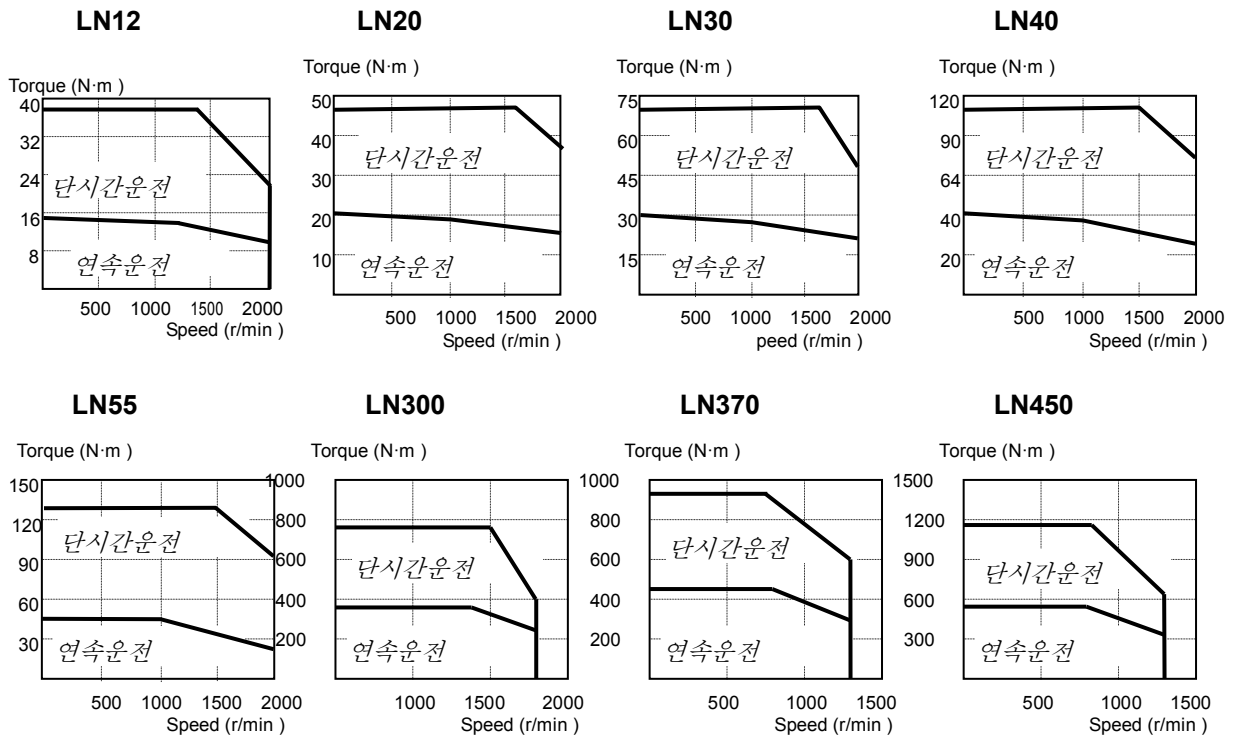 LN12 LN20 LN30 LN40
Torque (N·m ) Torque (N·m ) Torque (N·m ) Torque (N·m )
40 50 75 120
32 40 60 90
24 30 45 64
16 20 30 40
8 10 15 20
단시간운전 단시간운전 단시간운전 단시간운전
연속운전 연속운전 연속운전 연속운전
500 1000 1500 2000 500 1000 1500 2000 500 1000 1500 2000 500 1000 1500 2000
Speed (r/min ) Speed (r/min ) peed (r/min ) Speed (r/min )
LN55 LN300 LN370 LN450
Torque (N·m ) Torque (N·m ) Torque (N·m ) Torque (N·m )
150 1000 1000 1500
120 800 800 1200
90 600 600 900
60 400 400 600
30 200 200 300
단시간운전 단시간운전 단시간운전 단시간운전
연속운전 연속운전 연속운전 연속운전
500 1000 1500 2000 1000 1500 2000 500 1000 1500 500 1000 1500
Speed (r/min ) Speed (r/min ) Speed (r/min ) Speed (r/min )